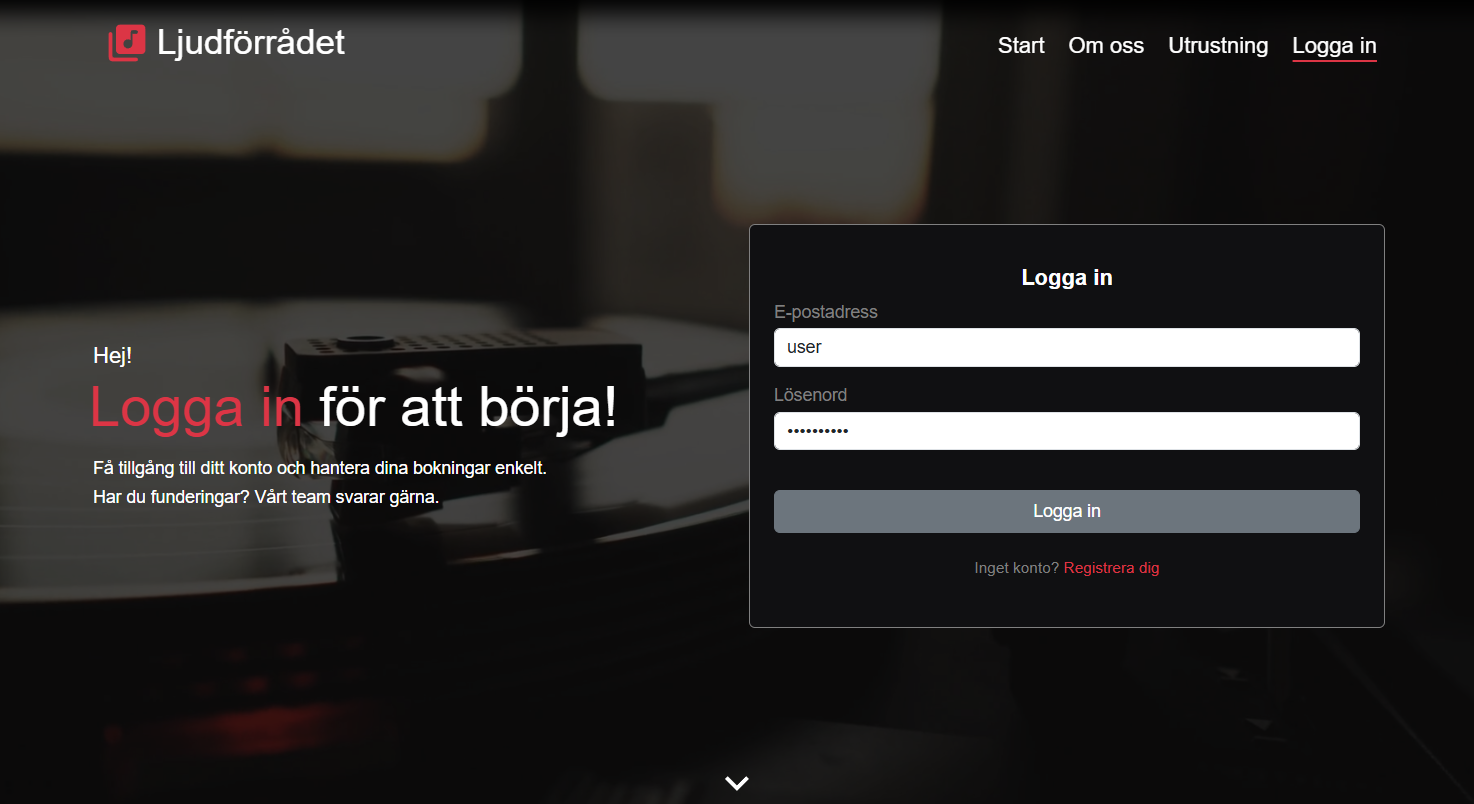 Ljudförrådet
Start Om oss Utrustning Logga in
Hej!
Logga in för att börja!
Få tillgång till ditt konto och hantera dina bokningar enkelt.
Har du funderingar? Vårt team svarar gärna.
Logga in
E-postadress
user
Lösenord
••••••••••
Logga in
Inget konto? Registrera dig